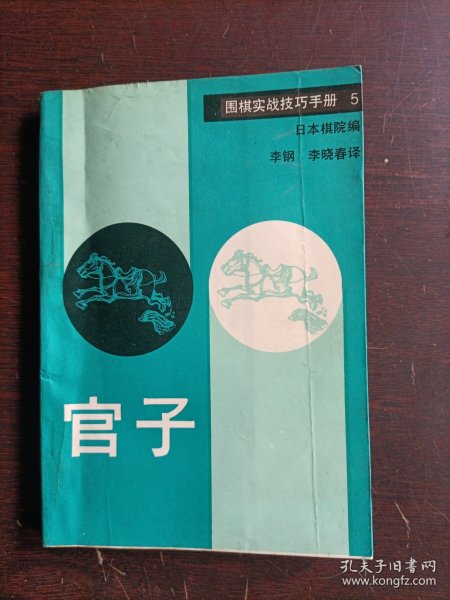 围棋实战技巧手册 5
日本棋院编
李钢 李晓春译
官子
孔夫子旧书网
www.kongfz.com